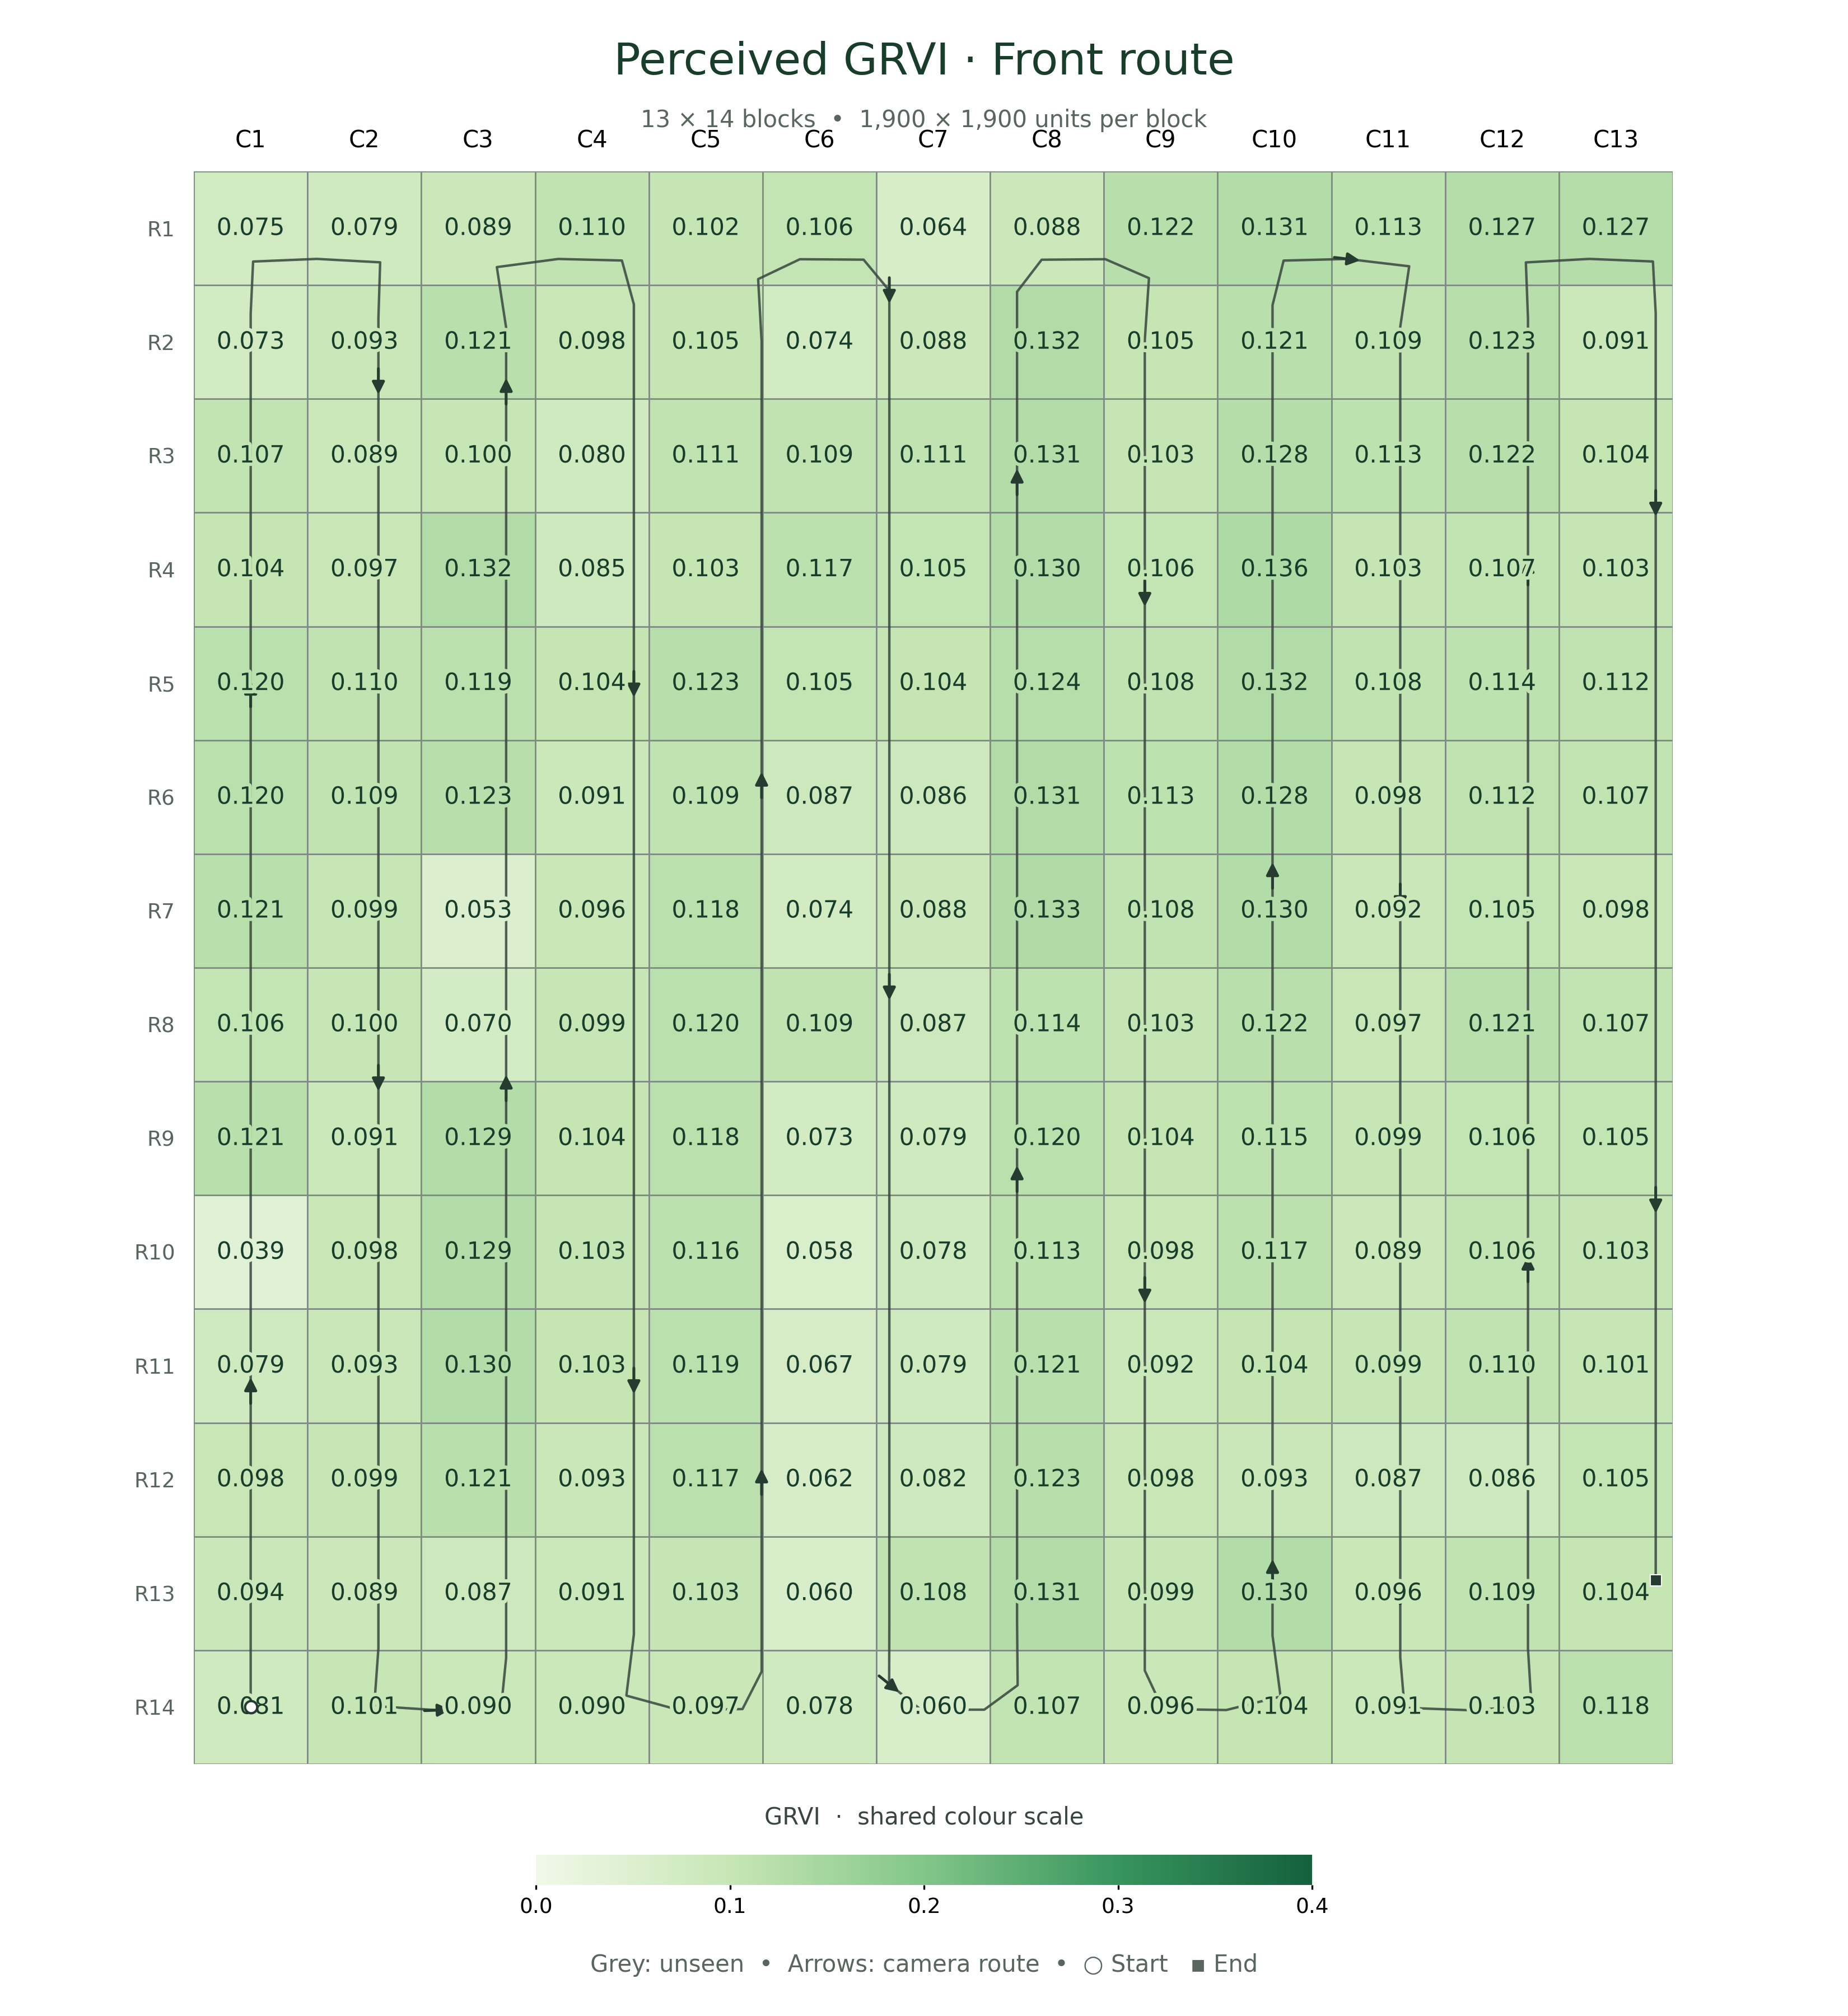 Perceived GRVI · Front route
13 × 14 blocks • 1,900 × 1,900 units per block
C1 C2 C3 C4 C5 C6 C7 C8 C9 C10 C11 C12 C13
R1 0.075 0.079 0.089 0.110 0.102 0.106 0.064 0.088 0.122 0.131 0.113 0.127 0.127
R2 0.073 0.093 0.121 0.098 0.105 0.074 0.088 0.132 0.105 0.121 0.109 0.123 0.091
R3 0.107 0.089 0.100 0.080 0.111 0.109 0.111 0.131 0.103 0.128 0.113 0.122 0.104
R4 0.104 0.097 0.132 0.085 0.103 0.117 0.105 0.130 0.106 0.136 0.103 0.107 0.103
R5 0.120 0.110 0.119 0.104 0.123 0.105 0.104 0.124 0.108 0.132 0.108 0.114 0.112
R6 0.120 0.109 0.123 0.091 0.109 0.087 0.086 0.131 0.113 0.128 0.098 0.112 0.107
R7 0.121 0.099 0.053 0.096 0.118 0.074 0.088 0.133 0.108 0.130 0.092 0.105 0.098
R8 0.106 0.100 0.070 0.099 0.120 0.109 0.087 0.114 0.103 0.122 0.097 0.121 0.107
R9 0.121 0.091 0.129 0.104 0.118 0.073 0.079 0.120 0.104 0.115 0.099 0.106 0.105
R10 0.039 0.098 0.129 0.103 0.116 0.058 0.078 0.113 0.098 0.117 0.089 0.106 0.103
R11 0.079 0.093 0.130 0.103 0.119 0.067 0.079 0.121 0.092 0.104 0.099 0.110 0.101
R12 0.098 0.099 0.121 0.093 0.117 0.062 0.082 0.123 0.098 0.093 0.087 0.086 0.105
R13 0.094 0.089 0.087 0.091 0.103 0.060 0.108 0.131 0.099 0.130 0.096 0.109 0.104
R14 0.081 0.101 0.090 0.090 0.097 0.078 0.060 0.107 0.096 0.104 0.091 0.103 0.118
GRVI · shared colour scale
0.0 0.1 0.2 0.3 0.4
Grey: unseen • Arrows: camera route • ○ Start ■ End